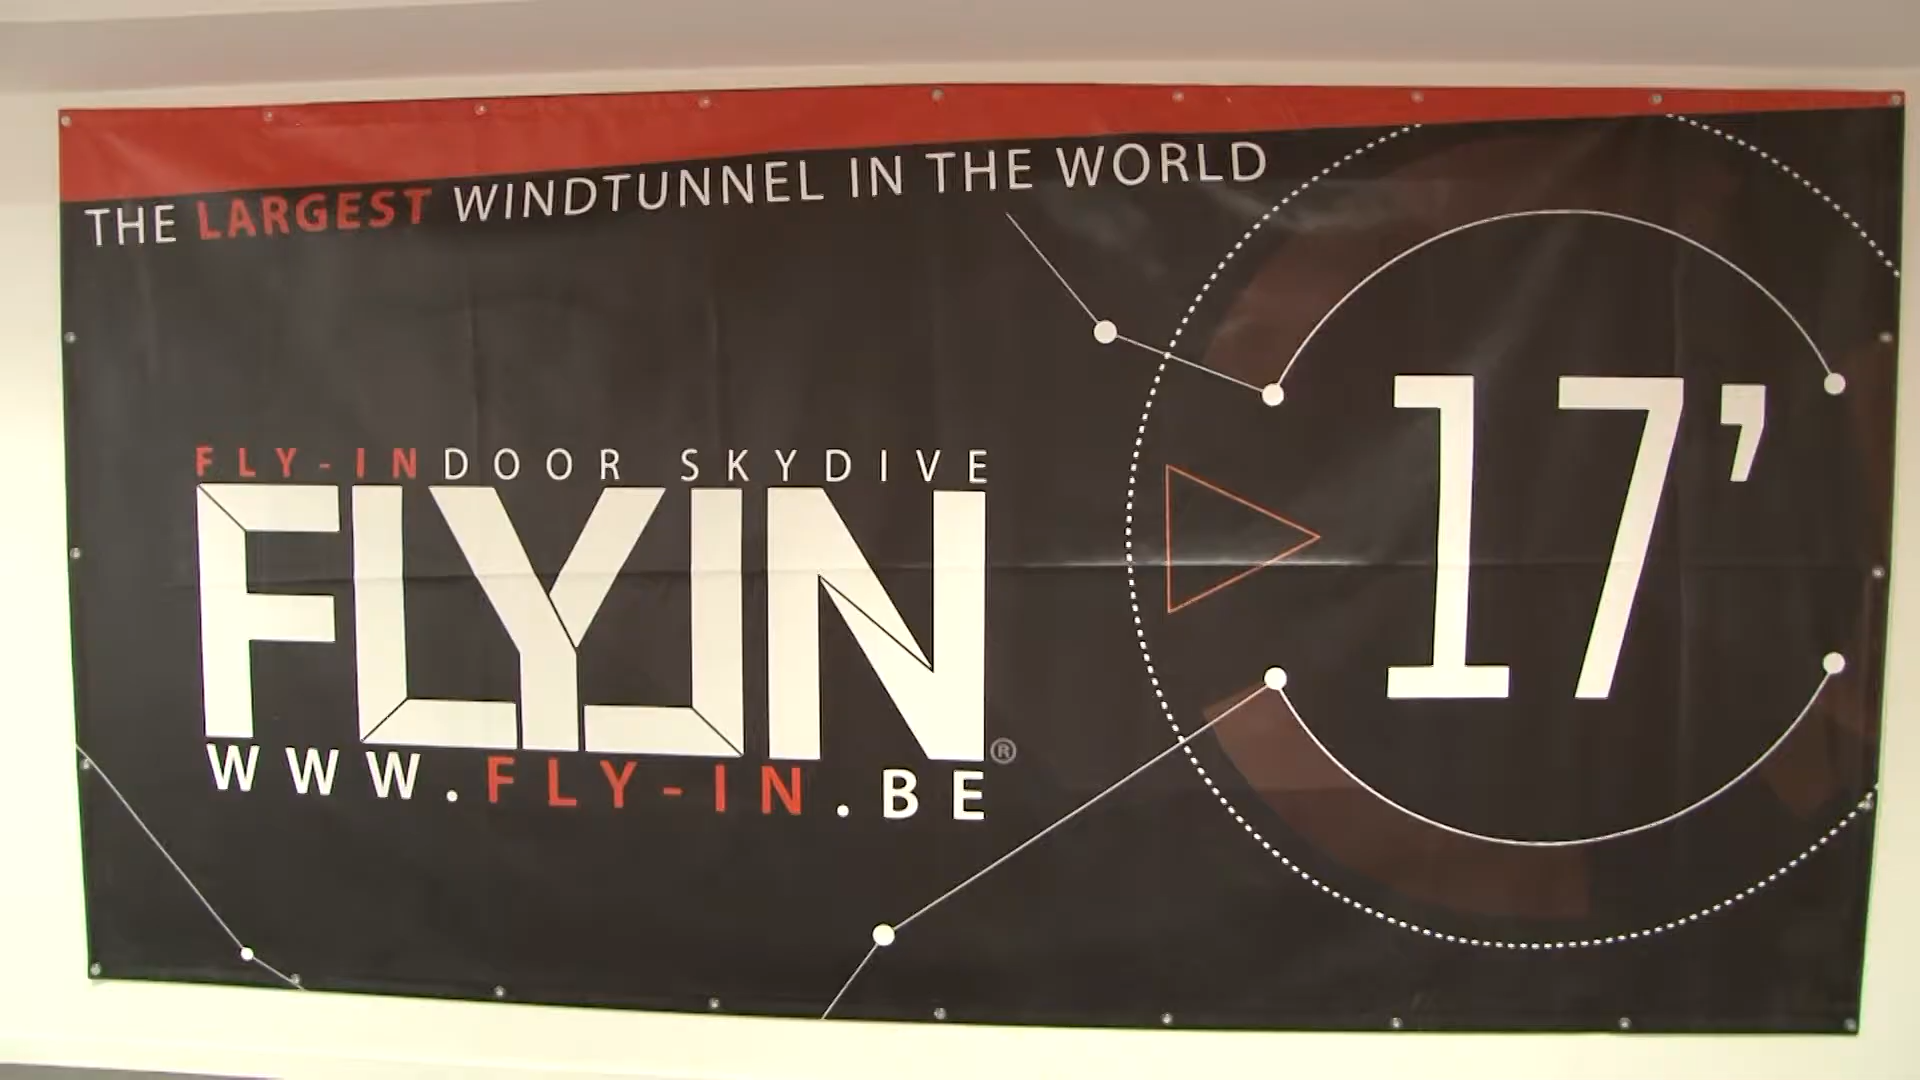 THE LARGEST WINDTUNNEL IN THE WORLD
FLY-INDOOR SKYDIVE
FLYIN®
WWW.FLY-IN.BE
17’